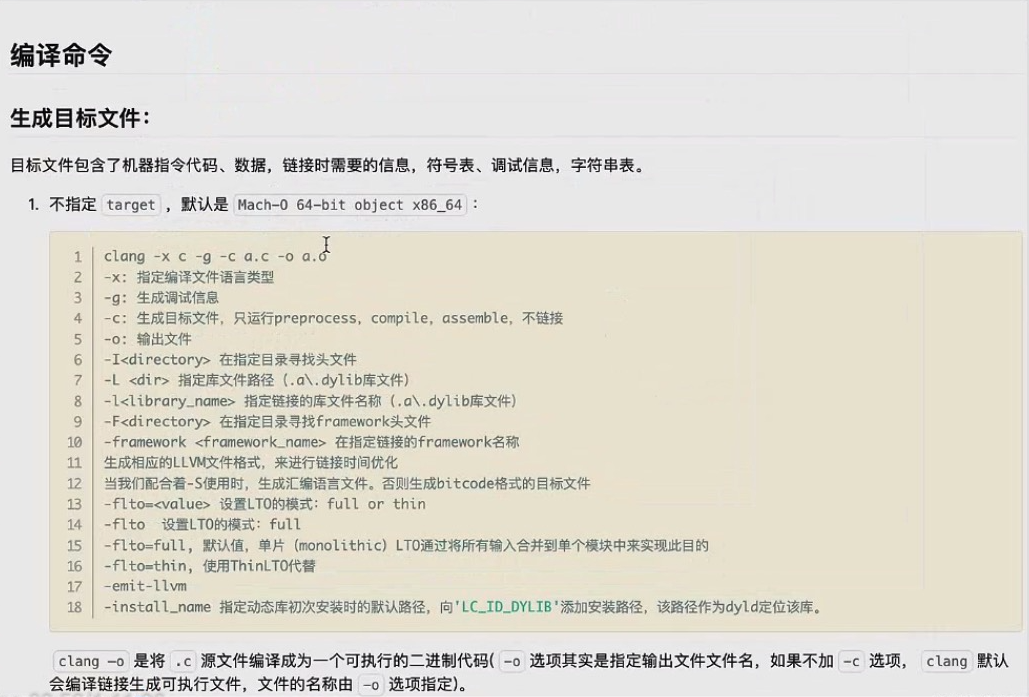 编译命令
生成目标文件：
目标文件包含了机器指令代码、数据，链接时需要的信息，符号表、调试信息，字符串表。
1. 不指定 target ，默认是 Mach-O 64-bit object x86_64 ：
1 clang -x c -g -c a.c -o a.o
2 -x: 指定编译文件语言类型
3 -g: 生成调试信息
4 -c: 生成目标文件，只运行preprocess，compile，assemble，不链接
5 -o: 输出文件
6 -I<directory> 在指定目录寻找头文件
7 -L <dir> 指定库文件路径（.a\.dylib库文件）
8 -l<library_name> 指定链接的库文件名称（.a\.dylib库文件）
9 -F<directory> 在指定目录寻找framework头文件
10 -framework <framework_name> 在指定链接的framework名称
11 生成相应的LLVM文件格式，来进行链接时间优化
12 当我们配合着-S使用时，生成汇编语言文件。否则生成bitcode格式的目标文件
13 -flto=<value> 设置LTO的模式：full or thin
14 -flto 设置LTO的模式：full
15 -flto=full，默认值，单片（monolithic）LTO通过将所有输入合并到单个模块中来实现此目的
16 -flto=thin，使用ThinLTO代替
17 -emit-llvm
18 -install_name 指定动态库初次安装时的默认路径，向'LC_ID_DYLIB'添加安装路径，该路径作为dyld定位该库。
clang -o 是将 .c 源文件编译成为一个可执行的二进制代码( -o 选项其实是指定输出文件文件名，如果不加 -c 选项， clang 默认
会编译链接生成可执行文件，文件的名称由 -o 选项指定)。